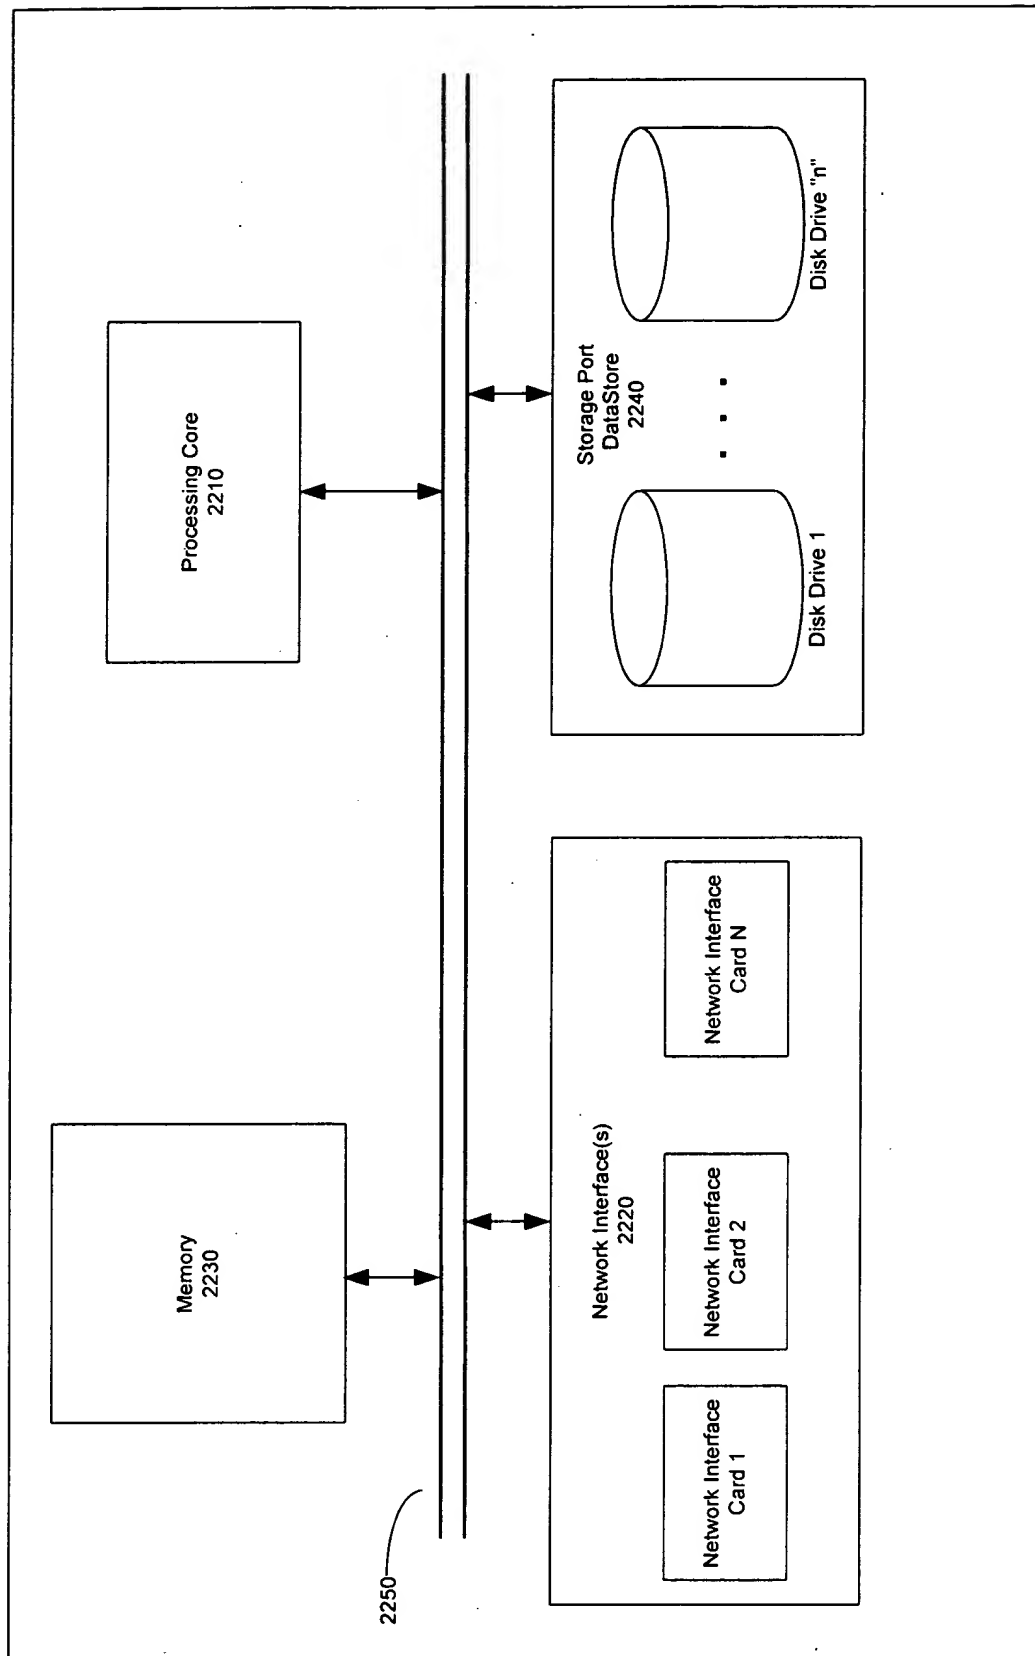 Memory
2230
Processing Core
2210
2250
Network Interface(s)
2220
Network Interface
Card 1
Network Interface
Card 2
Network Interface
Card N
Storage Port
DataStore
2240
Disk Drive 1
Disk Drive "n"